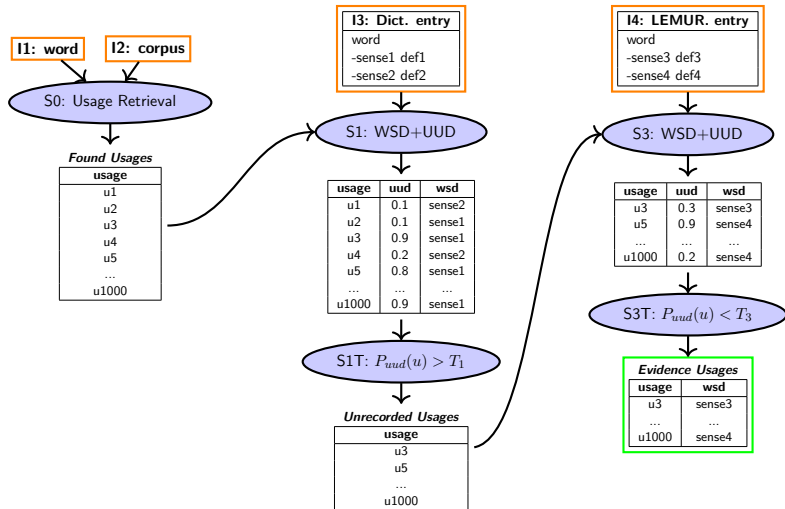 I1: word
I2: corpus
S0: Usage Retrieval
Found Usages
usage
u1
u2
u3
u4
u5
...
u1000
I3: Dict. entry
word
-sense1 def1
-sense2 def2
S1: WSD+UUD
usage uud wsd
u1 0.1 sense2
u2 0.1 sense1
u3 0.9 sense1
u4 0.2 sense2
u5 0.8 sense1
... ... ...
u1000 0.9 sense1
S1T: P_{uud}(u) > T_1
Unrecorded Usages
usage
u3
u5
...
u1000
I4: LEMUR. entry
word
-sense3 def3
-sense4 def4
S3: WSD+UUD
usage uud wsd
u3 0.3 sense3
u5 0.9 sense4
... ... ...
u1000 0.2 sense4
S3T: P_{uud}(u) < T_3
Evidence Usages
usage wsd
u3 sense3
... ...
u1000 sense4